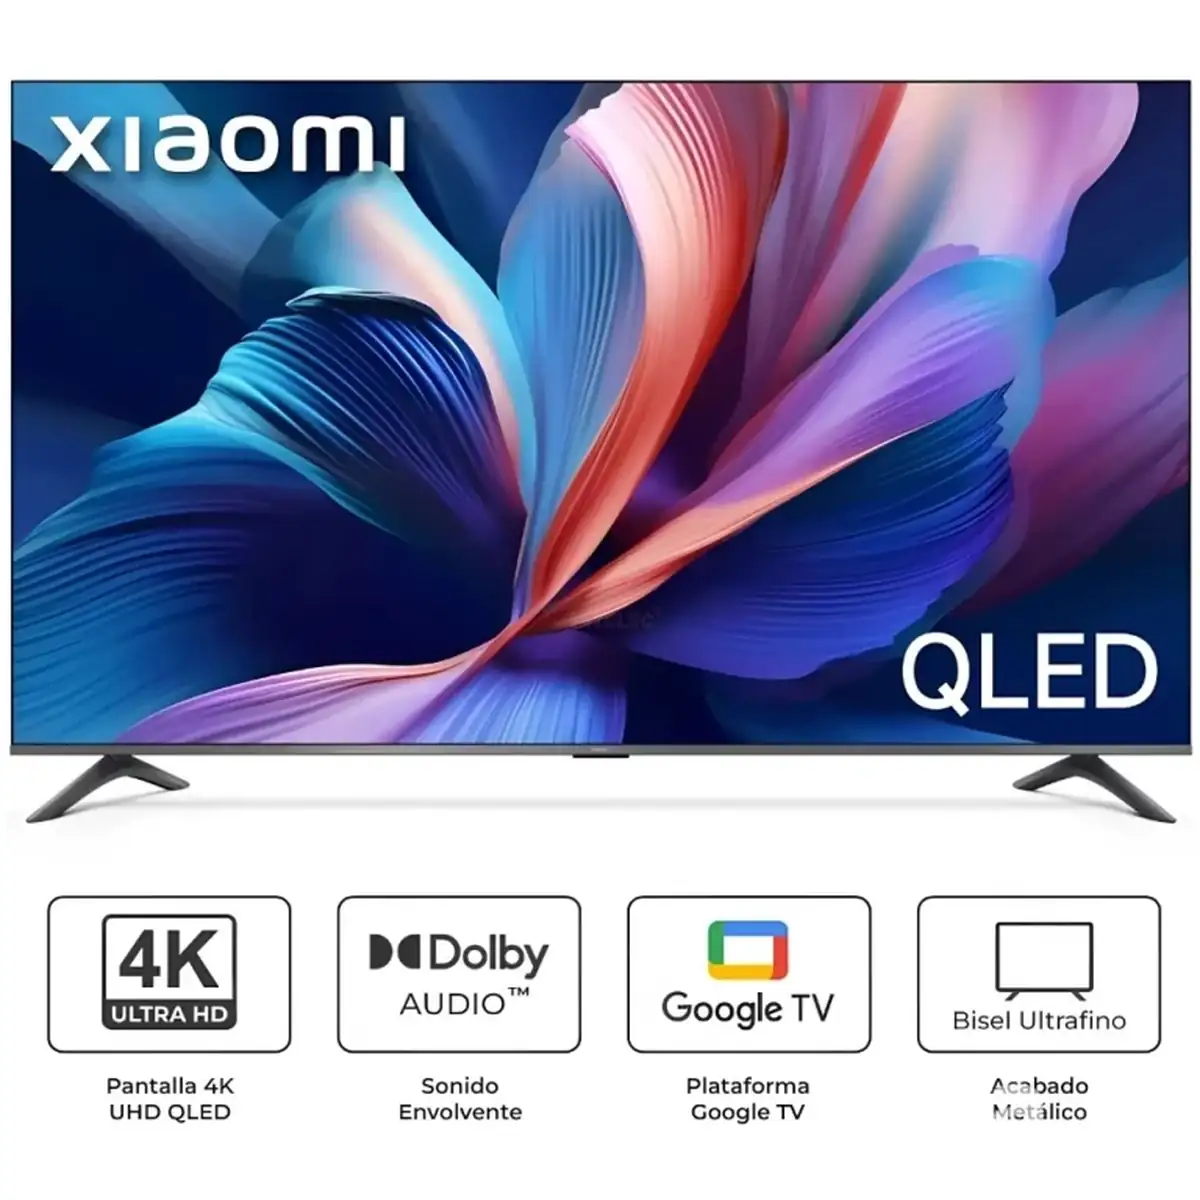 xiaomi
QLED
4K
ULTRA HD
Dolby
AUDIO™
Google TV
Bisel Ultrafino
Pantalla 4K
UHD QLED
Sonido
Envolvente
Plataforma
Google TV
Acabado
Metálico